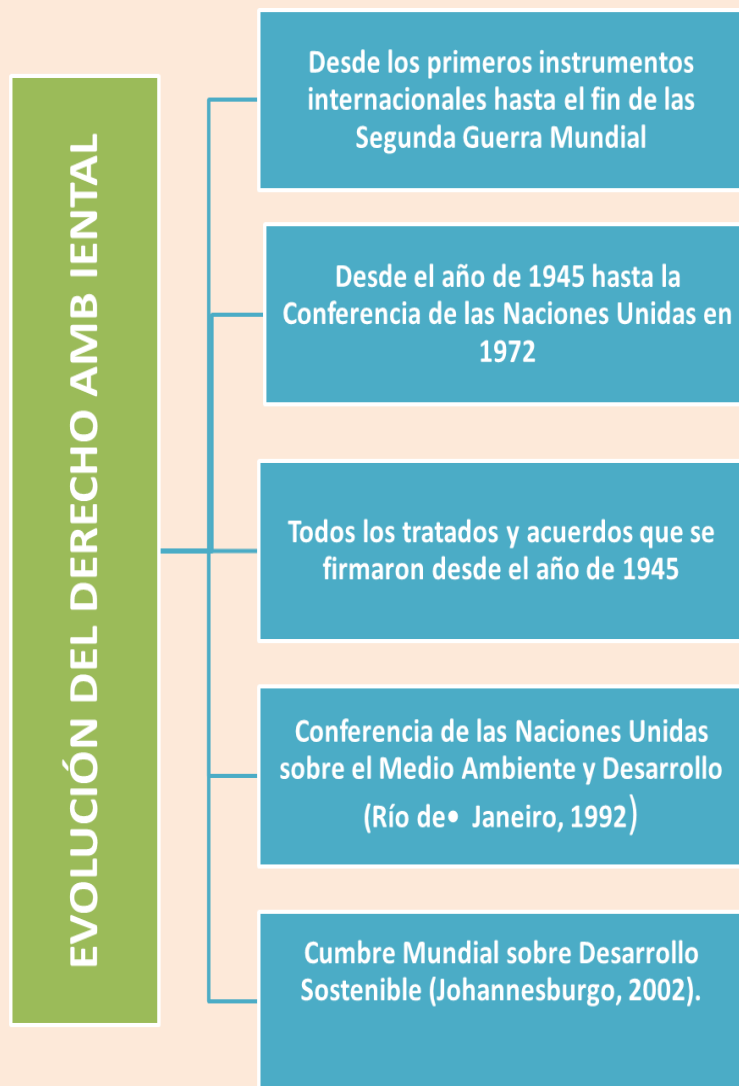 EVOLUCIÓN DEL DERECHO AMB IENTAL
Desde los primeros instrumentos
internacionales hasta el fin de las
Segunda Guerra Mundial
Desde el año de 1945 hasta la
Conferencia de las Naciones Unidas en
1972
Todos los tratados y acuerdos que se
firmaron desde el año de 1945
Conferencia de las Naciones Unidas
sobre el Medio Ambiente y Desarrollo
(Río de• Janeiro, 1992)
Cumbre Mundial sobre Desarrollo
Sostenible (Johannesburgo, 2002).